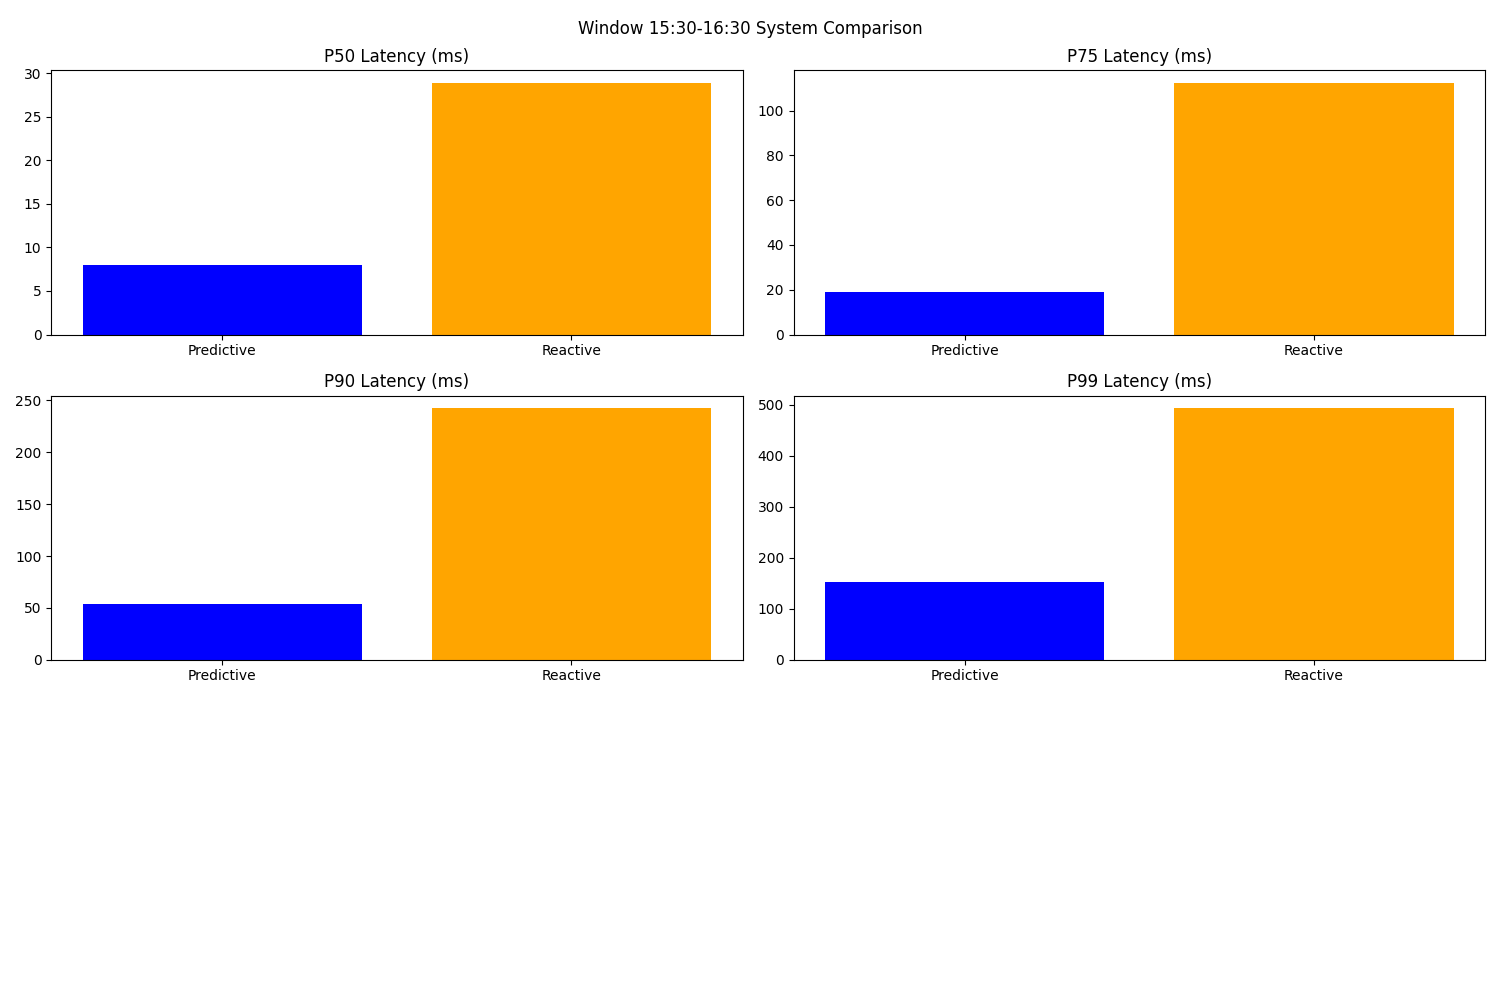 Window 15:30-16:30 System Comparison
P50 Latency (ms)
30
25
20
15
10
5
0
Predictive Reactive
P75 Latency (ms)
100
80
60
40
20
0
Predictive Reactive
P90 Latency (ms)
250
200
150
100
50
0
Predictive Reactive
P99 Latency (ms)
500
400
300
200
100
0
Predictive Reactive